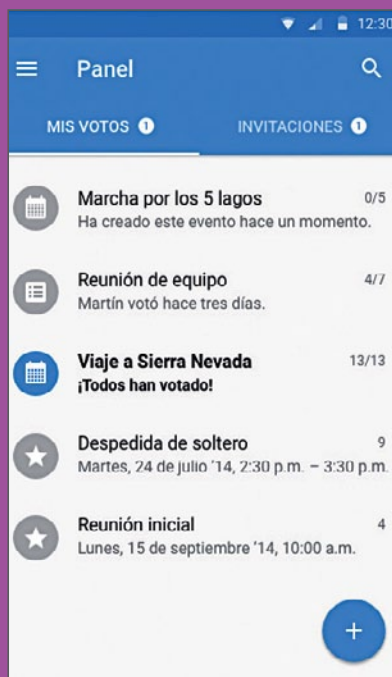 12:30
Panel
MIS VOTOS 1
INVITACIONES 1
Marcha por los 5 lagos 0/5
Ha creado este evento hace un momento.
Reunión de equipo 4/7
Martín votó hace tres días.
Viaje a Sierra Nevada 13/13
¡Todos han votado!
Despedida de soltero 9
Martes, 24 de julio '14, 2:30 p.m. – 3:30 p.m.
Reunión inicial 4
Lunes, 15 de septiembre '14, 10:00 a.m.